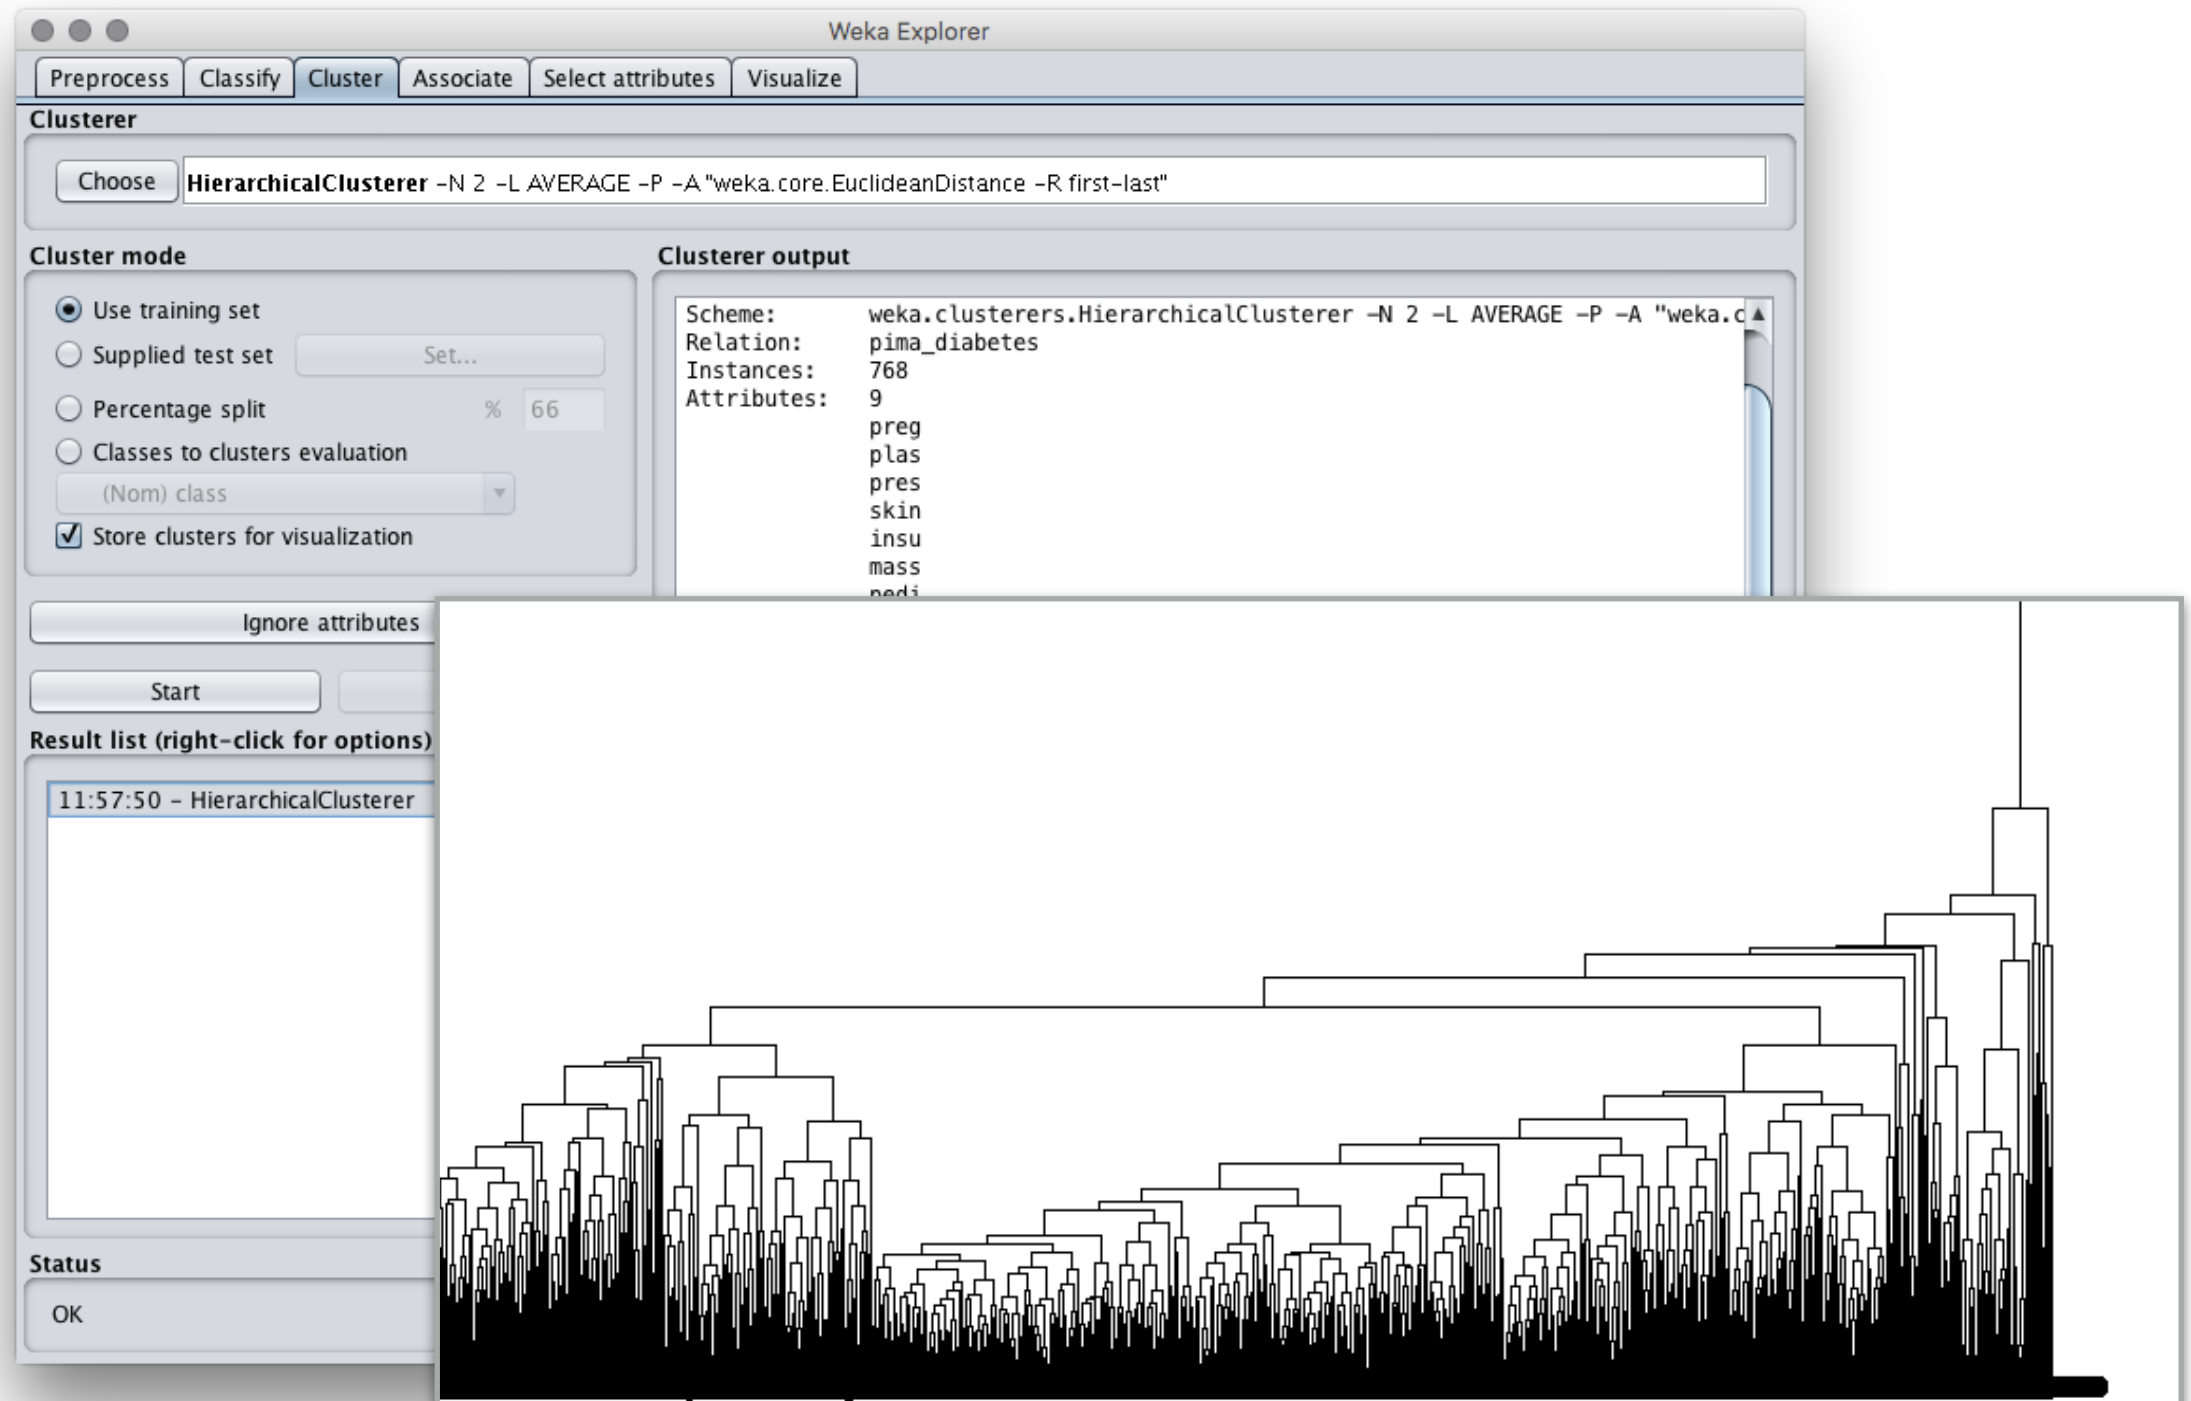 Weka Explorer
Preprocess Classify Cluster Associate Select attributes Visualize
Clusterer
Choose HierarchicalClusterer -N 2 -L AVERAGE -P -A "weka.core.EuclideanDistance -R first-last"
Cluster mode
Use training set
Supplied test set Set...
Percentage split % 66
Classes to clusters evaluation
(Nom) class
Store clusters for visualization
Ignore attributes
Start
Result list (right-click for options)
11:57:50 - HierarchicalClusterer
Status
OK
Clusterer output
Scheme: weka.clusterers.HierarchicalClusterer -N 2 -L AVERAGE -P -A "weka.c
Relation: pima_diabetes
Instances: 768
Attributes: 9
preg
plas
pres
skin
insu
mass
pedi